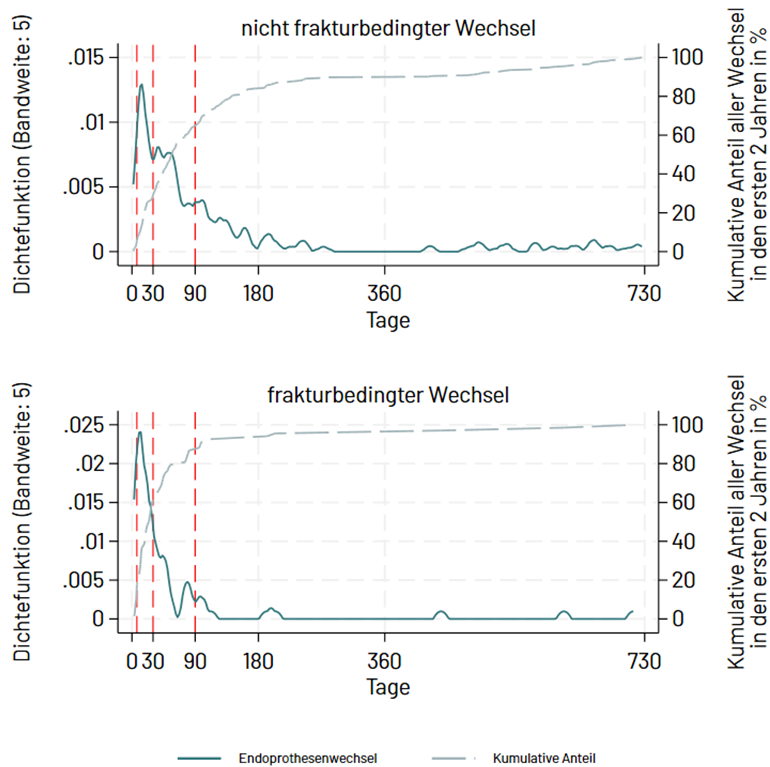 nicht frakturbedingter Wechsel
Dichtefunktion (Bandweite: 5)
.015
.01
.005
0
100
80
60
40
20
0
Kumulative Anteil aller Wechsel
in den ersten 2 Jahren in %
0 30 90 180 360 730
Tage
frakturbedingter Wechsel
Dichtefunktion (Bandweite: 5)
.025
.02
.015
.01
.005
0
100
80
60
40
20
0
Kumulative Anteil aller Wechsel
in den ersten 2 Jahren in %
0 30 90 180 360 730
Tage
Endoprothesenwechsel Kumulative Anteil